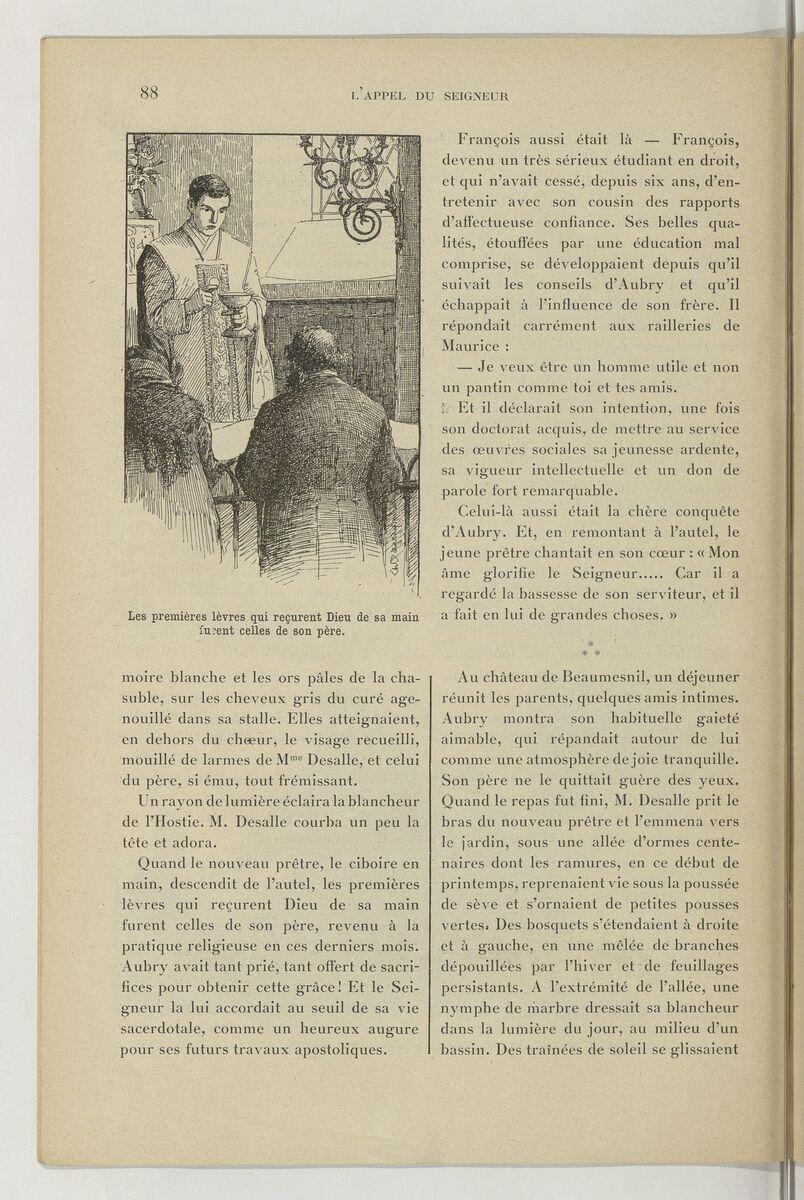 88
L'APPEL DU SEIGNEUR
Les premières lèvres qui reçurent Dieu de sa main
furent celles de son père.
moire blanche et les ors pâles de la cha-
suble, sur les cheveux gris du curé age-
nouillé dans sa stalle. Elles atteignaient,
en dehors du chœur, le visage recueilli,
mouillé de larmes de Mme Desalle, et celui
du père, si ému, tout frémissant.
Un rayon de lumière éclaira la blancheur
de l'Hostie. M. Desalle courba un peu la
tête et adora.
Quand le nouveau prêtre, le ciboire en
main, descendit de l'autel, les premières
lèvres qui reçurent Dieu de sa main
furent celles de son père, revenu à la
pratique religieuse en ces derniers mois.
Aubry avait tant prié, tant offert de sacri-
fices pour obtenir cette grâce! Et le Sei-
gneur la lui accordait au seuil de sa vie
sacerdotale, comme un heureux augure
pour ses futurs travaux apostoliques.
François aussi était là — François,
devenu un très sérieux étudiant en droit,
et qui n'avait cessé, depuis six ans, d'en-
tretenir avec son cousin des rapports
d'affectueuse confiance. Ses belles qua-
lités, étouffées par une éducation mal
comprise, se développaient depuis qu'il
suivait les conseils d'Aubry et qu'il
échappait à l'influence de son frère. Il
répondait carrément aux railleries de
Maurice :
— Je veux être un homme utile et non
un pantin comme toi et tes amis.
Et il déclarait son intention, une fois
son doctorat acquis, de mettre au service
des œuvres sociales sa jeunesse ardente,
sa vigueur intellectuelle et un don de
parole fort remarquable.
Celui-là aussi était la chère conquête
d'Aubry. Et, en remontant à l'autel, le
jeune prêtre chantait en son cœur : « Mon
âme glorifie le Seigneur..... Car il a
regardé la bassesse de son serviteur, et il
a fait en lui de grandes choses. »
*
* *
Au château de Beaumesnil, un déjeuner
réunit les parents, quelques amis intimes.
Aubry montra son habituelle gaieté
aimable, qui répandait autour de lui
comme une atmosphère de joie tranquille.
Son père ne le quittait guère des yeux.
Quand le repas fut fini, M. Desalle prit le
bras du nouveau prêtre et l'emmena vers
le jardin, sous une allée d'ormes cente-
naires dont les ramures, en ce début de
printemps, reprenaient vie sous la poussée
de sève et s'ornaient de petites pousses
vertes. Des bosquets s'étendaient à droite
et à gauche, en une mêlée de branches
dépouillées par l'hiver et de feuillages
persistants. A l'extrémité de l'allée, une
nymphe de marbre dressait sa blancheur
dans la lumière du jour, au milieu d'un
bassin. Des traînées de soleil se glissaient